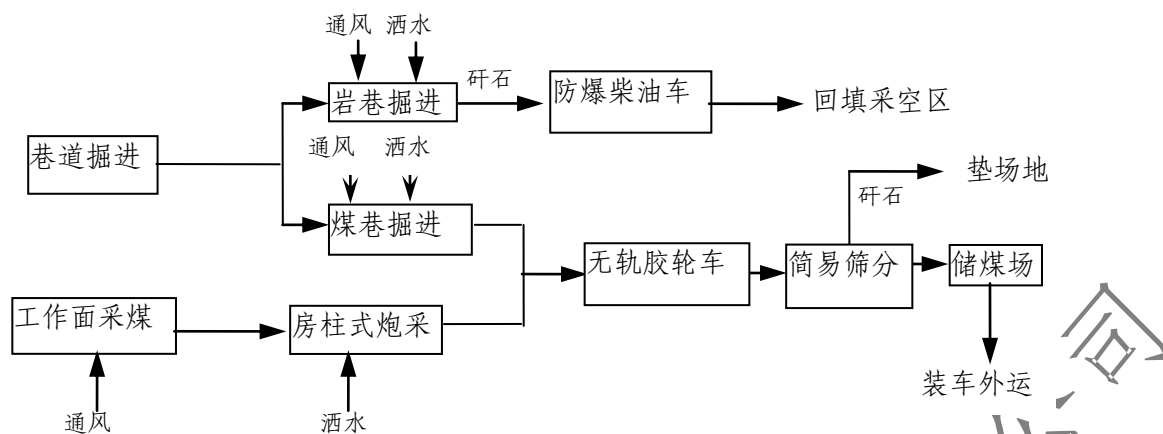 通风 洒水
岩巷掘进
矸石
防爆柴油车
回填采空区
巷道掘进
通风 洒水
煤巷掘进
垫场地
矸石
无轨胶轮车
简易筛分
储煤场
工作面采煤
房柱式炮采
装车外运
通风
洒水
司